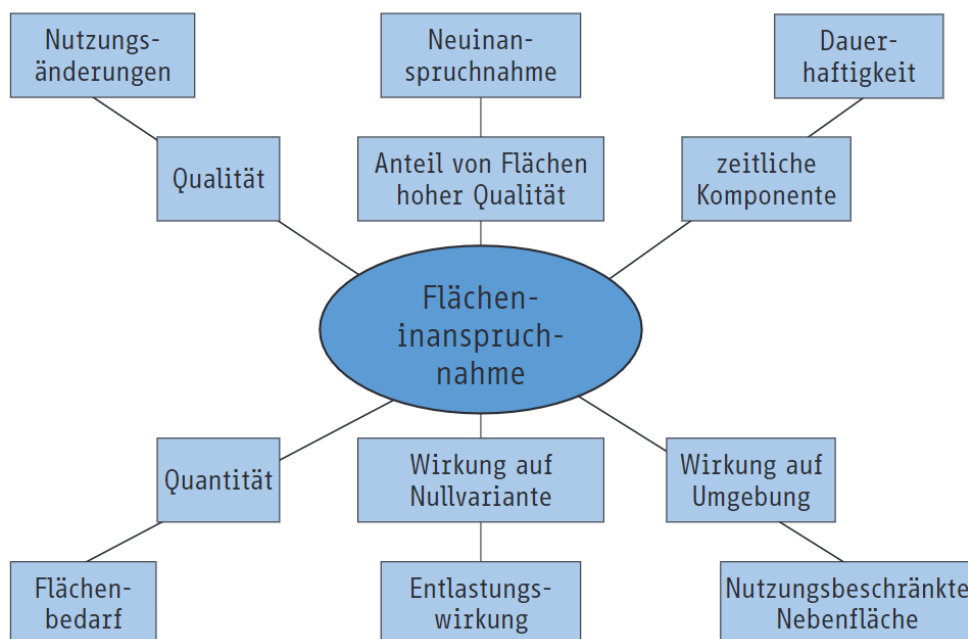 Nutzungs-
änderungen
Neuinan-
spruchnahme
Dauer-
haftigkeit
Qualität
Anteil von Flächen
hoher Qualität
zeitliche
Komponente
Flächen-
inanspruch-
nahme
Quantität
Wirkung auf
Nullvariante
Wirkung auf
Umgebung
Flächen-
bedarf
Entlastungs-
wirkung
Nutzungsbeschränkte
Nebenfläche